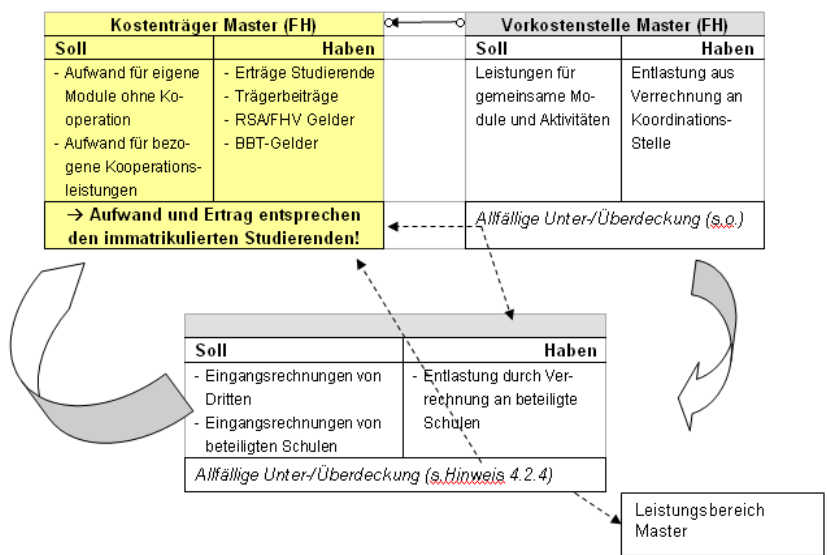 Kostenträger Master (FH)
Soll Haben
- Aufwand für eigene
Module ohne Ko-
operation
- Aufwand für bezo-
gene Kooperations-
leistungen
- Erträge Studierende
- Trägerbeiträge
- RSA/FHV Gelder
- BBT-Gelder
→ Aufwand und Ertrag entsprechen
den immatrikulierten Studierenden!
Vorkostenstelle Master (FH)
Soll Haben
Leistungen für
gemeinsame Mo-
dule und Aktivitäten
Entlastung aus
Verrechnung an
Koordinations-
Stelle
Allfällige Unter-/Überdeckung (s.o.)
Soll Haben
- Eingangsrechnungen von
Dritten
- Eingangsrechnungen von
beteiligten Schulen
- Entlastung durch Ver-
rechnung an beteiligte
Schulen
Allfällige Unter-/Überdeckung (s.Hinweis 4.2.4)
Leistungsbereich
Master